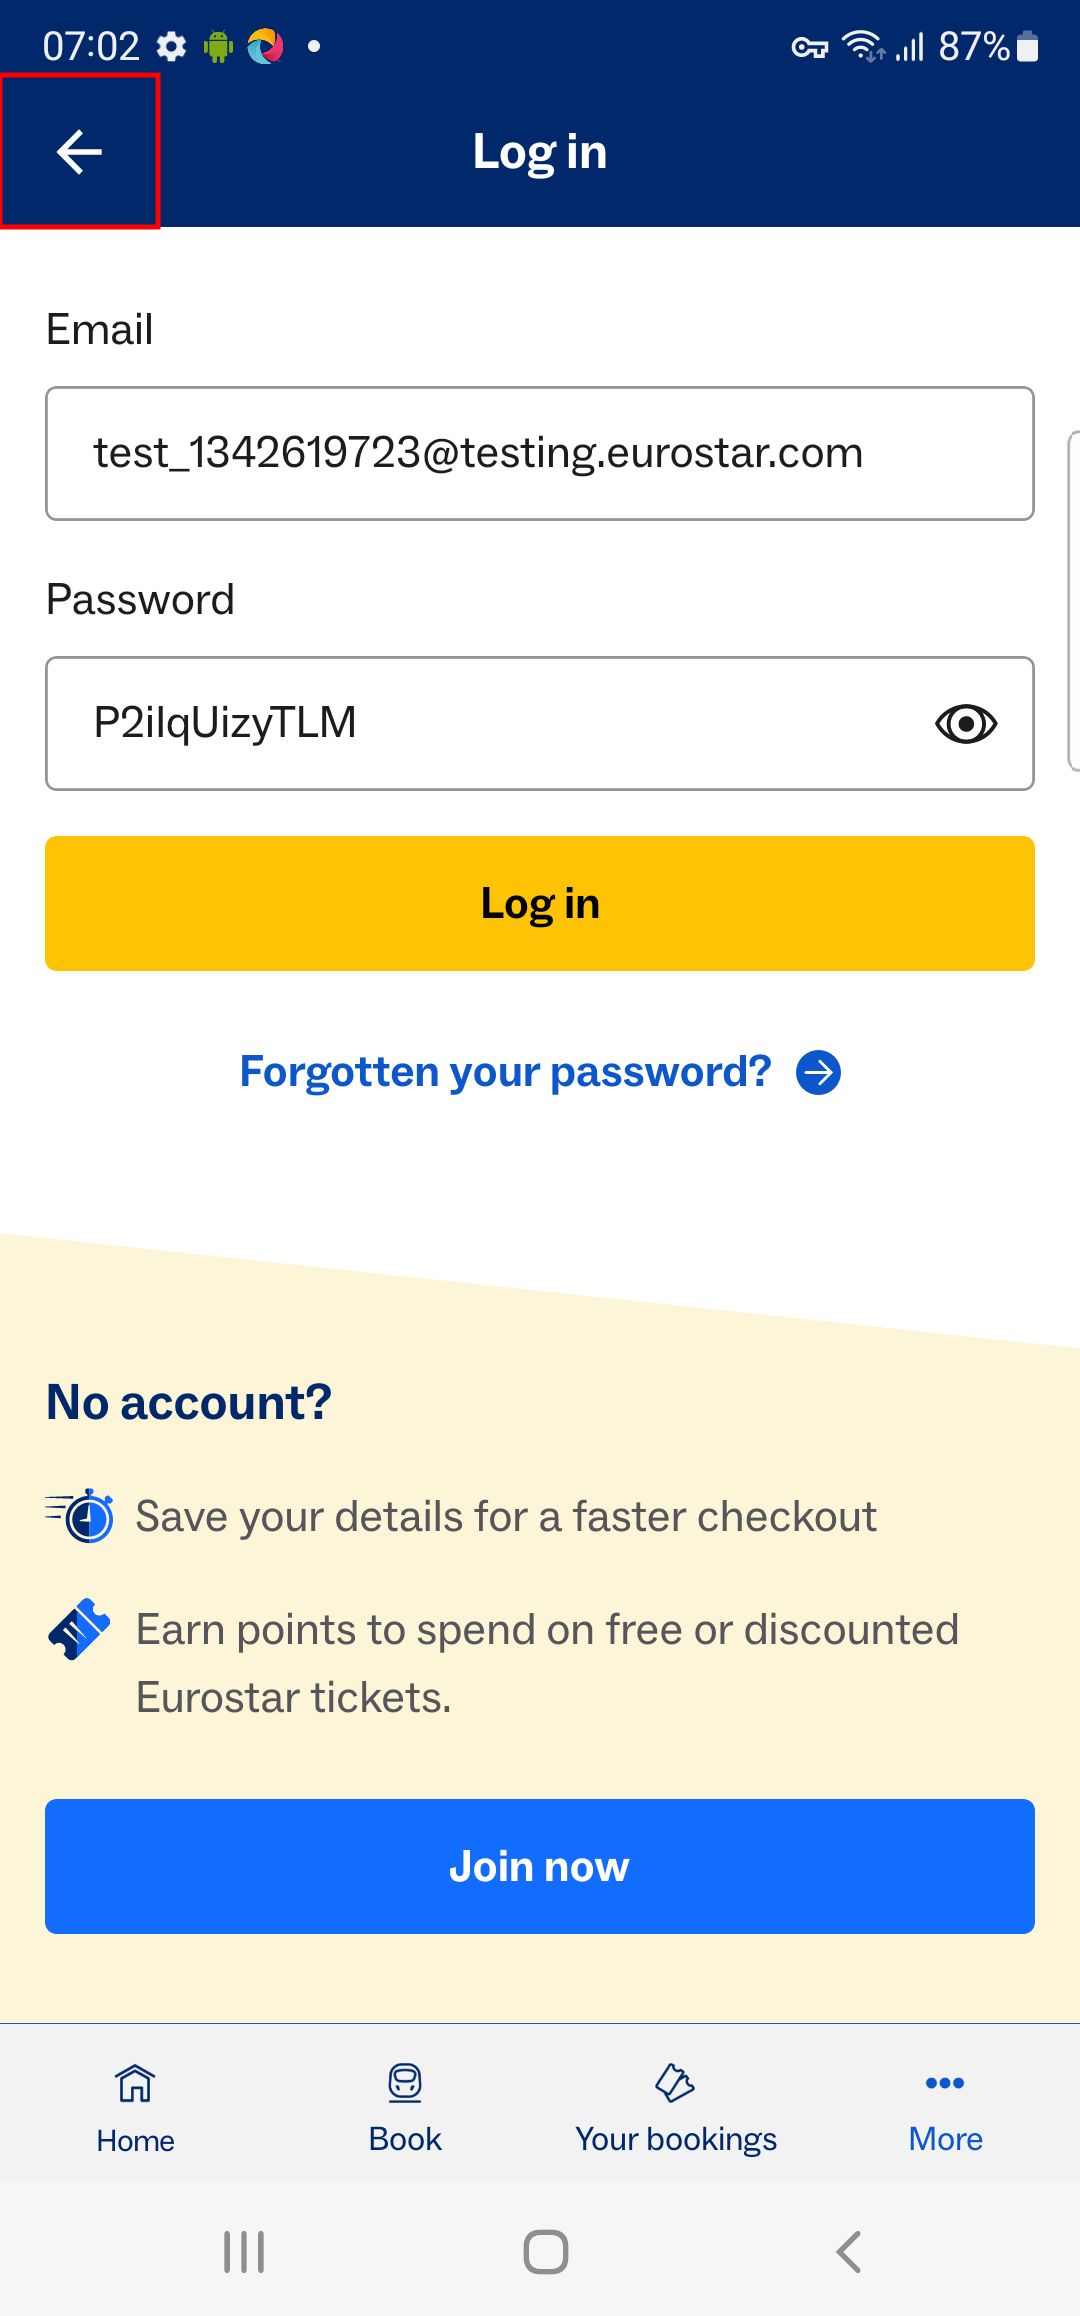 07:02
87%
Log in
Email
test_1342619723@testing.eurostar.com
Password
P2ilqUizyTLM
Log in
Forgotten your password?
No account?
Save your details for a faster checkout
Earn points to spend on free or discounted
Eurostar tickets.
Join now
Home
Book
Your bookings
More